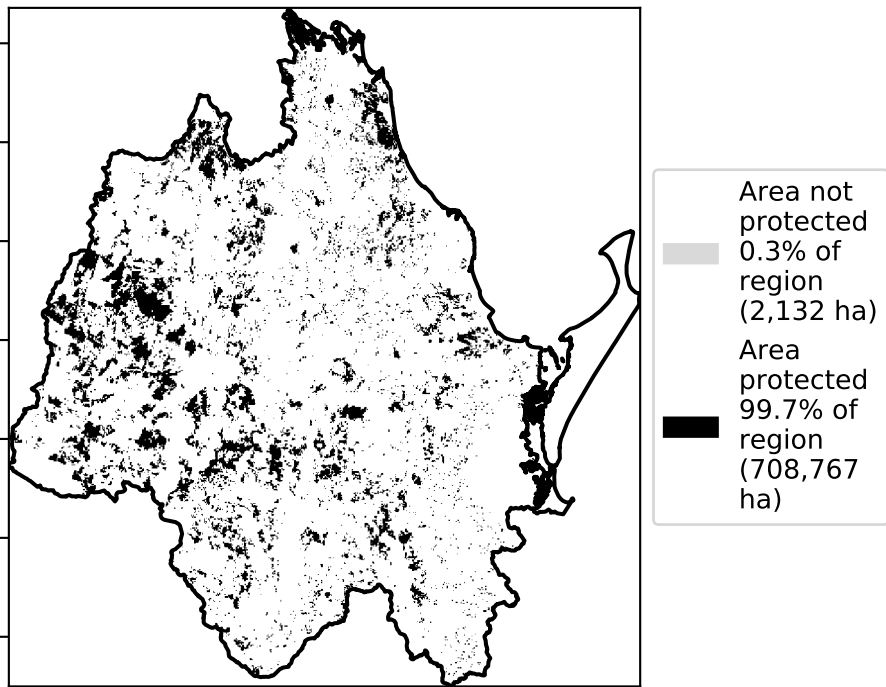 Area not
protected
0.3% of
region
(2,132 ha)
Area
protected
99.7% of
region
(708,767
ha)